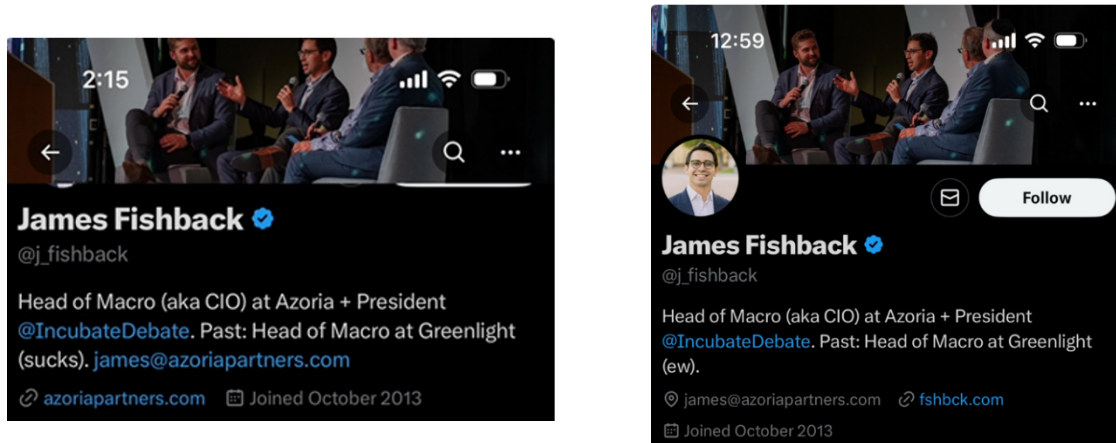 2:15
James Fishback
@j_fishback
Head of Macro (aka CIO) at Azoria + President
@IncubateDebate. Past: Head of Macro at Greenlight
(sucks). james@azoriapartners.com
azoriapartners.com Joined October 2013
12:59
Follow
James Fishback
@j_fishback
Head of Macro (aka CIO) at Azoria + President
@IncubateDebate. Past: Head of Macro at Greenlight
(ew).
james@azoriapartners.com fshbck.com
Joined October 2013